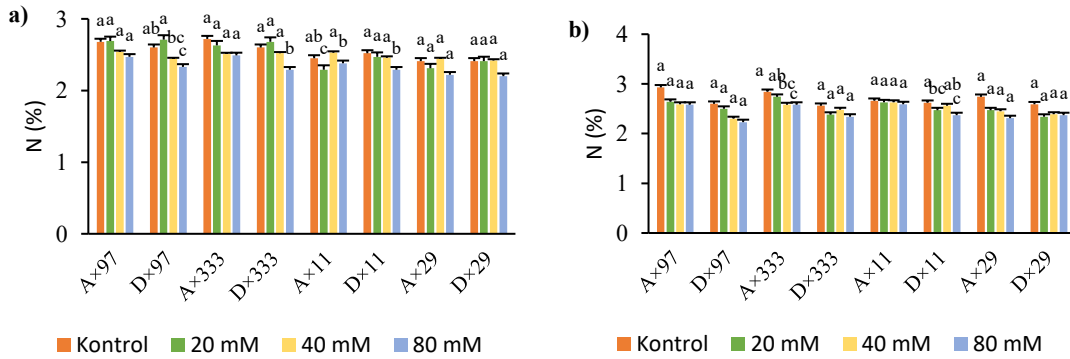 a)
N (%)
3
2
1
0
a a a a
ab a bc c
a a a a
a a a b
ab c a b
a a a b
a a a a
a a a a
A×97
D×97
A×333
D×333
A×11
D×11
A×29
D×29
Kontrol 20 mM 40 mM 80 mM
b)
N (%)
4
3
2
1
0
a a a a
a a a a
a ab bc c
a a a a
a a a a
a bc ab c
a a a a
a a a a
A×97
D×97
A×333
D×333
A×11
D×11
A×29
D×29
Kontrol 20 mM 40 mM 80 mM